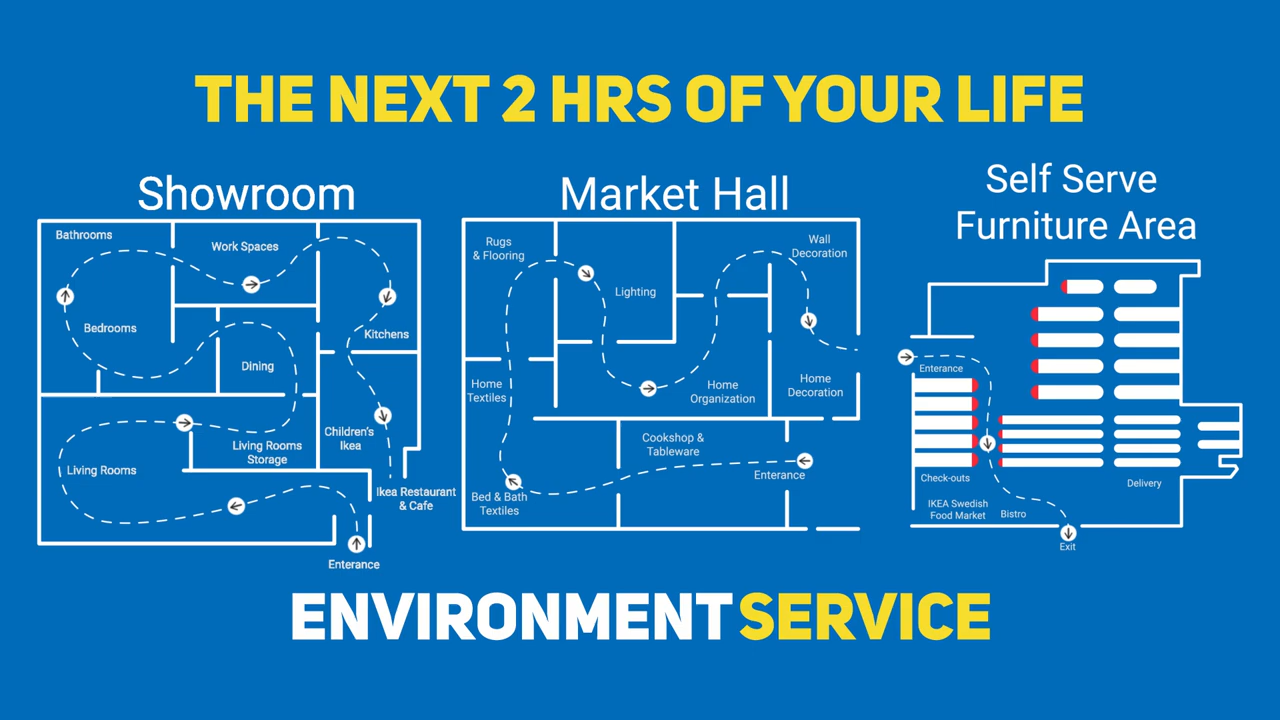 THE NEXT 2 HRS OF YOUR LIFE
Showroom
Bathrooms
Work Spaces
Bedrooms
Kitchens
Dining
Children's
Ikea
Living Rooms
Storage
Living Rooms
Ikea Restaurant
& Cafe
Enterance
Market Hall
Rugs
& Flooring
Wall
Decoration
Lighting
Home
Textiles
Home
Organization
Home
Decoration
Cookshop &
Tableware
Enterance
Bed & Bath
Textiles
Self Serve
Furniture Area
Enterance
Check-outs
Delivery
IKEA Swedish
Food Market
Bistro
Exit
ENVIRONMENT SERVICE